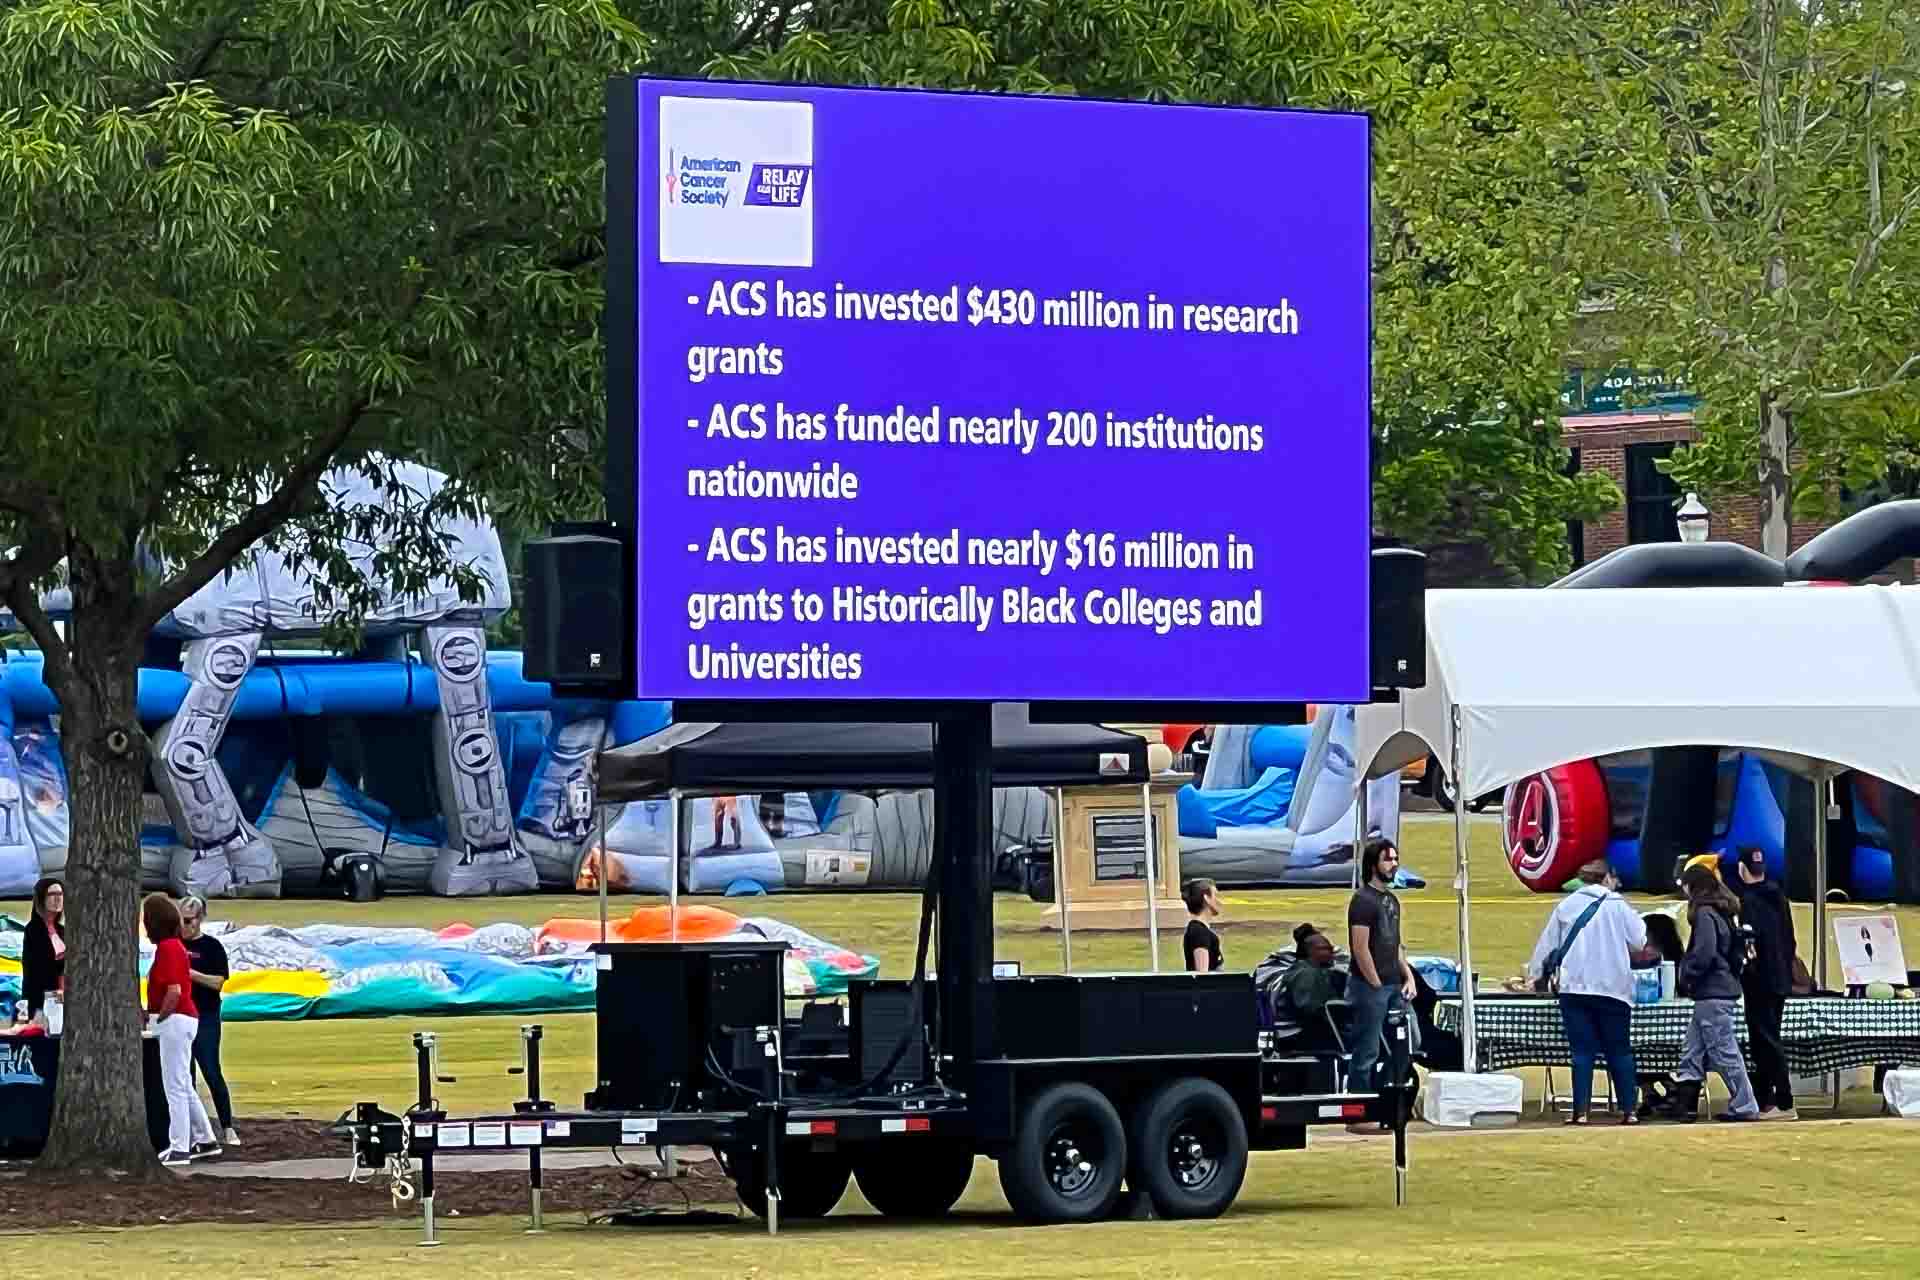 American
Cancer
Society
RELAY
FOR
LIFE
- ACS has invested $430 million in research
grants
- ACS has funded nearly 200 institutions
nationwide
- ACS has invested nearly $16 million in
grants to Historically Black Colleges and
Universities